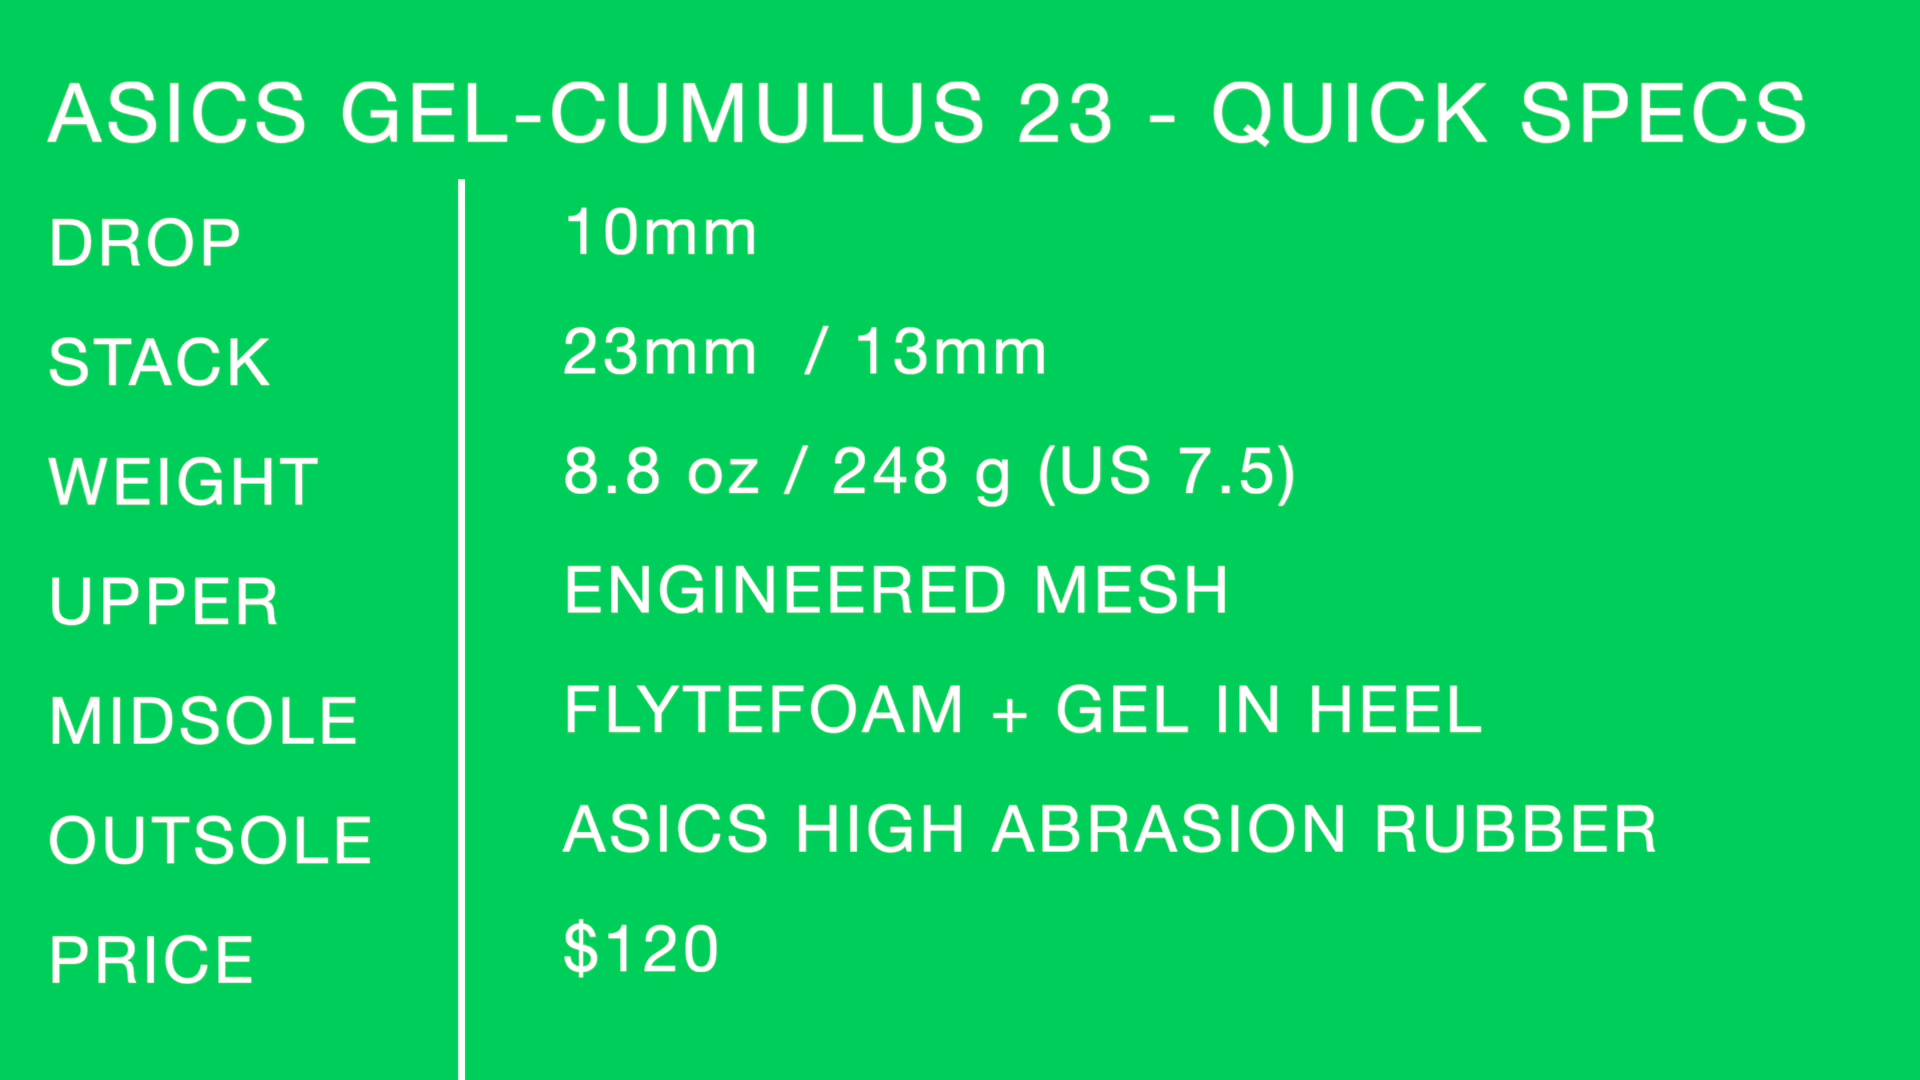 ASICS GEL-CUMULUS 23 - QUICK SPECS
DROP 10mm
STACK 23mm / 13mm
WEIGHT 8.8 oz / 248 g (US 7.5)
UPPER ENGINEERED MESH
MIDSOLE FLYTEFOAM + GEL IN HEEL
OUTSOLE ASICS HIGH ABRASION RUBBER
PRICE $120